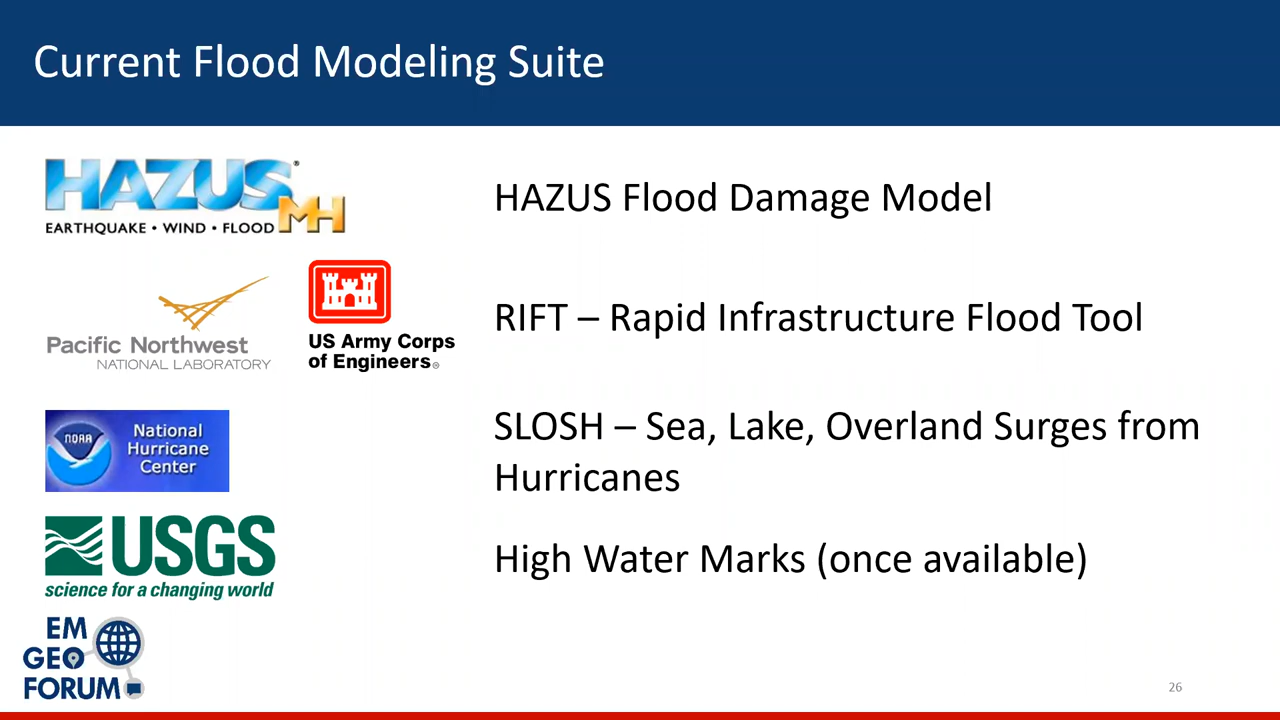 Current Flood Modeling Suite
HAZUS®
MH
EARTHQUAKE • WIND • FLOOD
HAZUS Flood Damage Model
Pacific Northwest
NATIONAL LABORATORY
US Army Corps
of Engineers®
RIFT – Rapid Infrastructure Flood Tool
NOAA
National
Hurricane
Center
SLOSH – Sea, Lake, Overland Surges from
Hurricanes
USGS
science for a changing world
High Water Marks (once available)
EM
GEO
FORUM
26